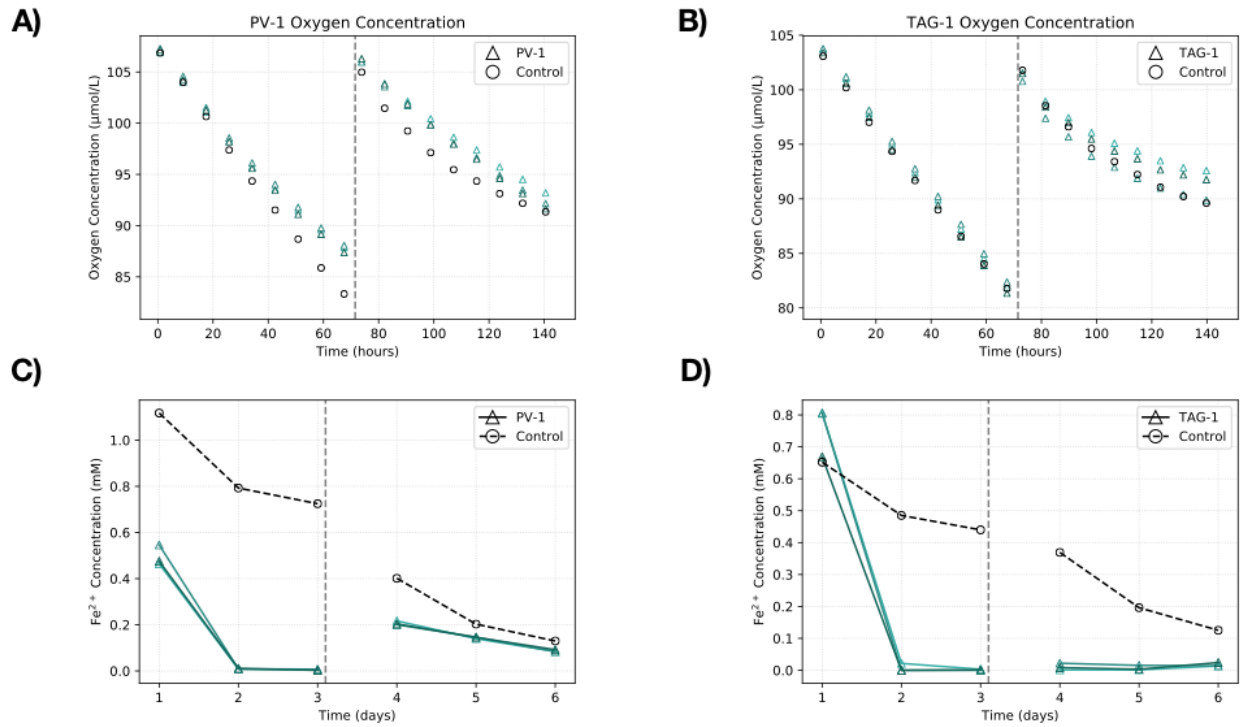 A)
PV-1 Oxygen Concentration
PV-1
Control
105
100
95
90
85
Oxygen Concentration (µmol/L)
0 20 40 60 80 100 120 140
Time (hours)
B)
TAG-1 Oxygen Concentration
TAG-1
Control
105
100
95
90
85
80
Oxygen Concentration (µmol/L)
0 20 40 60 80 100 120 140
Time (hours)
C)
PV-1
Control
1.0
0.8
0.6
0.4
0.2
0.0
Fe²⁺ Concentration (mM)
1 2 3 4 5 6
Time (days)
D)
TAG-1
Control
0.8
0.7
0.6
0.5
0.4
0.3
0.2
0.1
0.0
Fe²⁺ Concentration (mM)
1 2 3 4 5 6
Time (days)